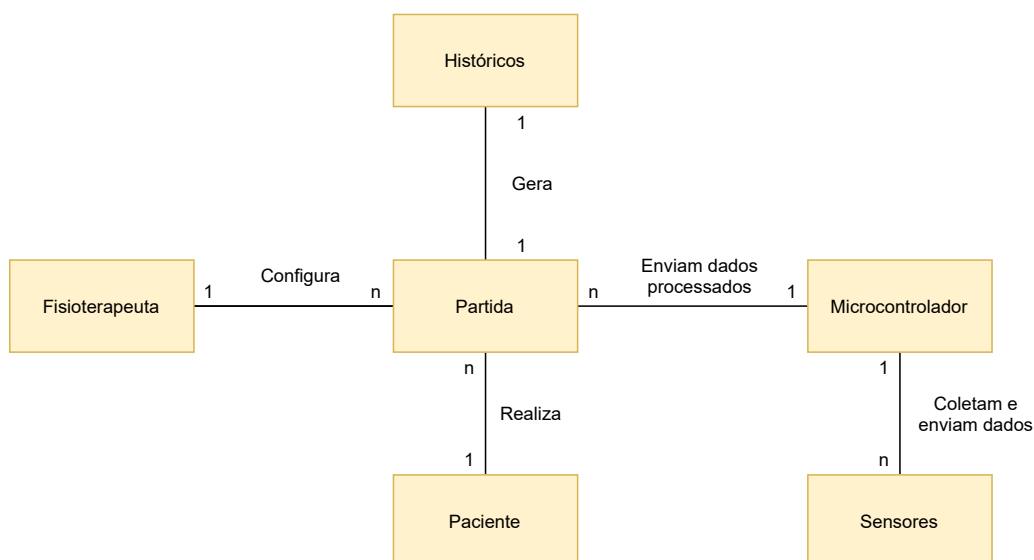 Históricos
1
Gera
1
Fisioterapeuta
1
Configura
n
Partida
n
Enviam dados
processados
1
Microcontrolador
n
Realiza
1
Paciente
1
Coletam e
enviam dados
n
Sensores